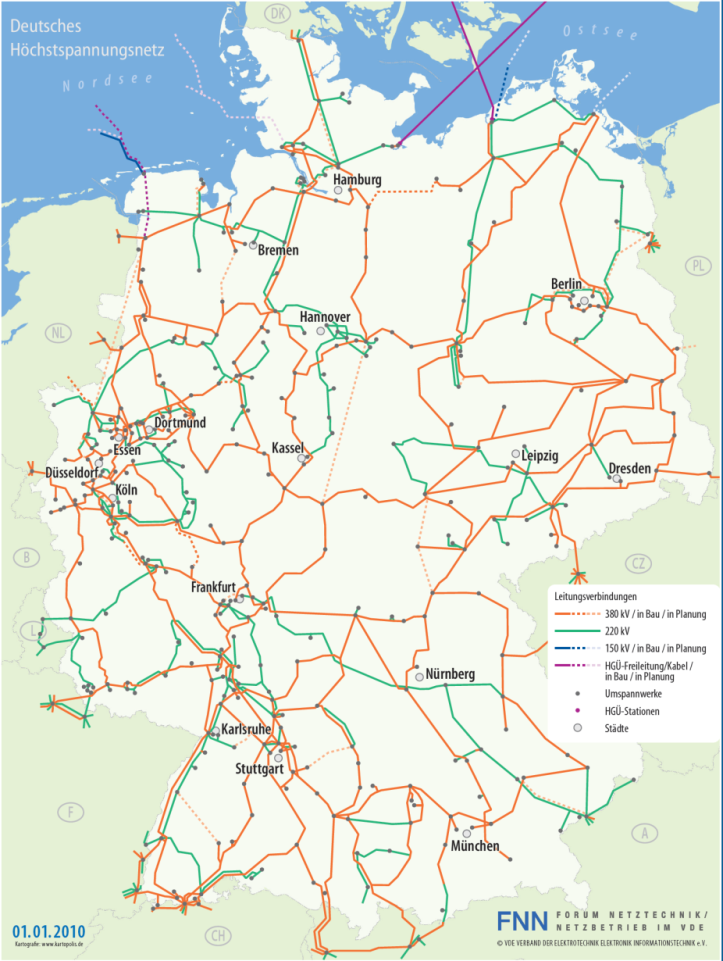 Deutsches
Höchstspannungsnetz
DK
Ostsee
Nordsee
Hamburg
Bremen
PL
Berlin
Hannover
NL
Dortmund
Essen
Kassel
Leipzig
Düsseldorf
Dresden
Köln
B
CZ
Frankfurt
Leitungsverbindungen
380 kV / in Bau / in Planung
220 kV
150 kV / in Bau / in Planung
HGÜ-Freileitung/Kabel /
in Bau / in Planung
Umspannwerke
HGÜ-Stationen
Städte
L
Nürnberg
Karlsruhe
Stuttgart
F
A
München
01.01.2010
Kartografie: www.kartopolis.de
CH
FNN
FORUM NETZTECHNIK/
NETZBETRIEB IM VDE
© VDE VERBAND DER ELEKTROTECHNIK ELEKTRONIK INFORMATIONSTECHNIK e.V.